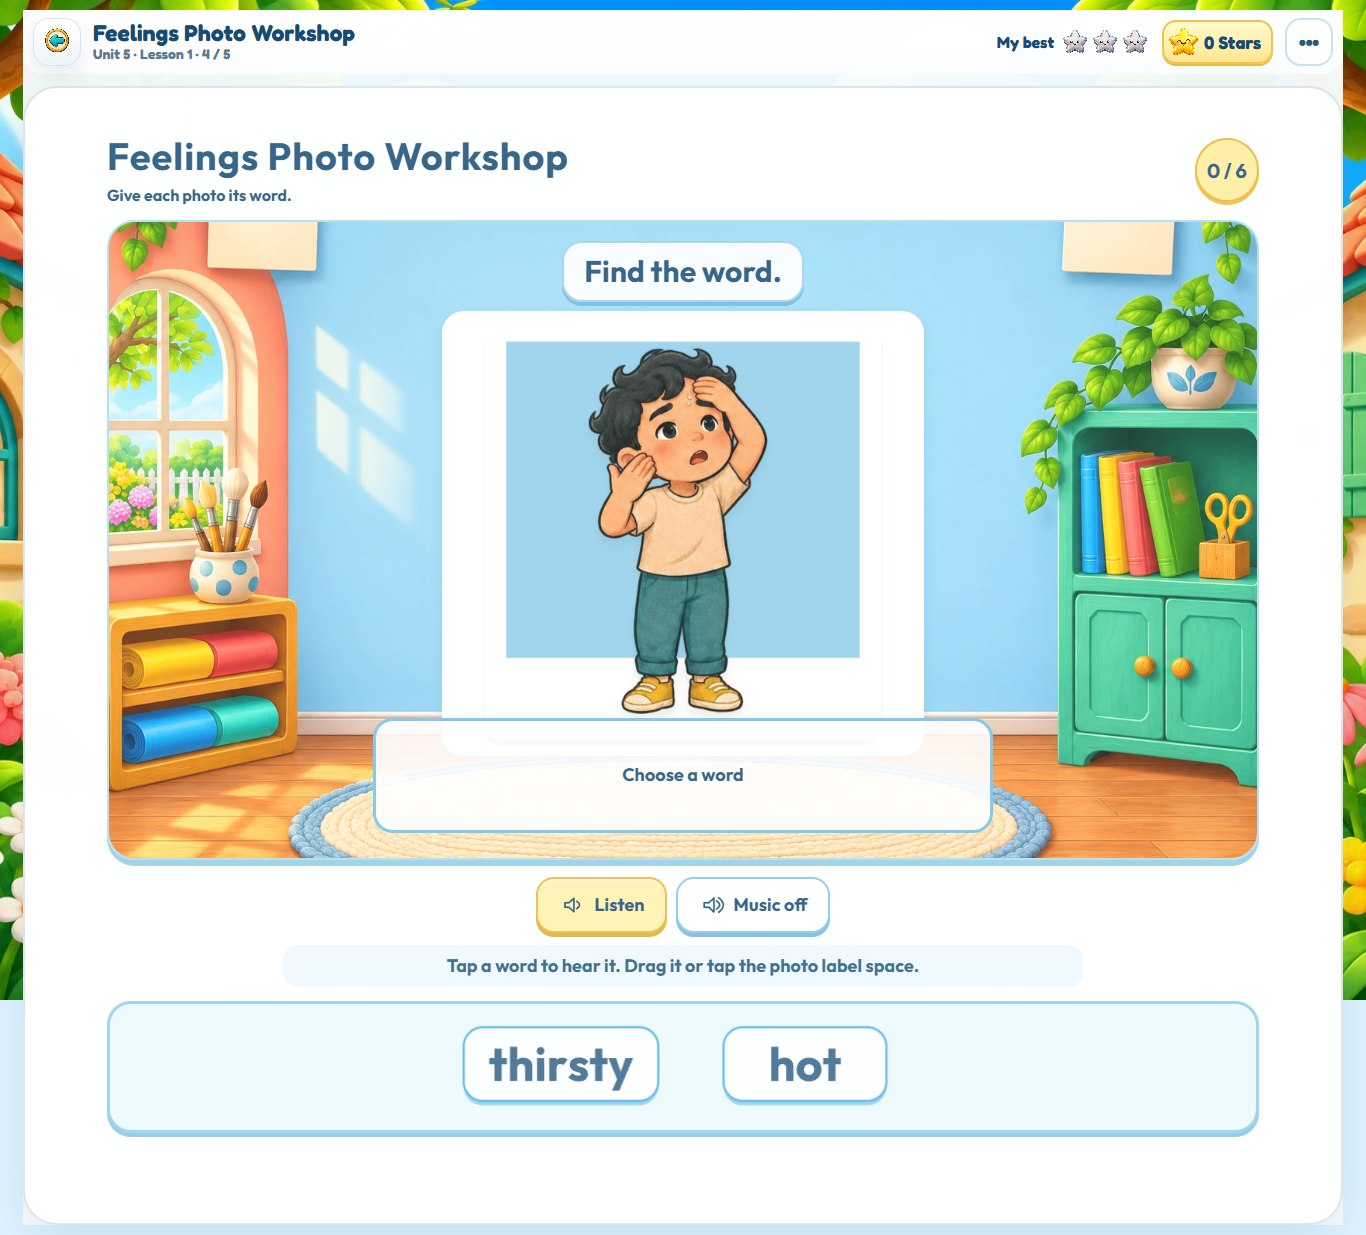 Feelings Photo Workshop
Unit 5 · Lesson 1 · 4 / 5
My best
0 Stars
Feelings Photo Workshop
Give each photo its word.
0 / 6
Find the word.
Choose a word
Listen
Music off
Tap a word to hear it. Drag it or tap the photo label space.
thirsty
hot